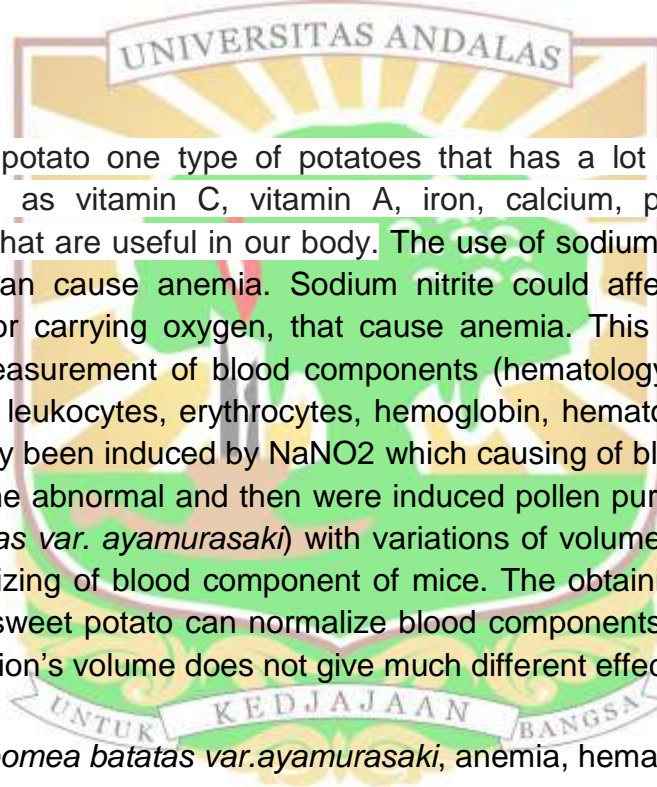 UNIVERSITAS ANDALAS
potato one type of potatoes that has a lot
as vitamin C, vitamin A, iron, calcium, p
hat are useful in our body. The use of sodium
an cause anemia. Sodium nitrite could affe
or carrying oxygen, that cause anemia. This
easurement of blood components (hematology
leukocytes, erythrocytes, hemoglobin, hemato
y been induced by NaNO2 which causing of bl
ne abnormal and then were induced pollen pur
as var. ayamurasaki) with variations of volume
izing of blood component of mice. The obtain
sweet potato can normalize blood components
ion's volume does not give much different effec
UNTUK KEDJAJAAN BANGSA
pomea batatas var.ayamurasaki, anemia, hema